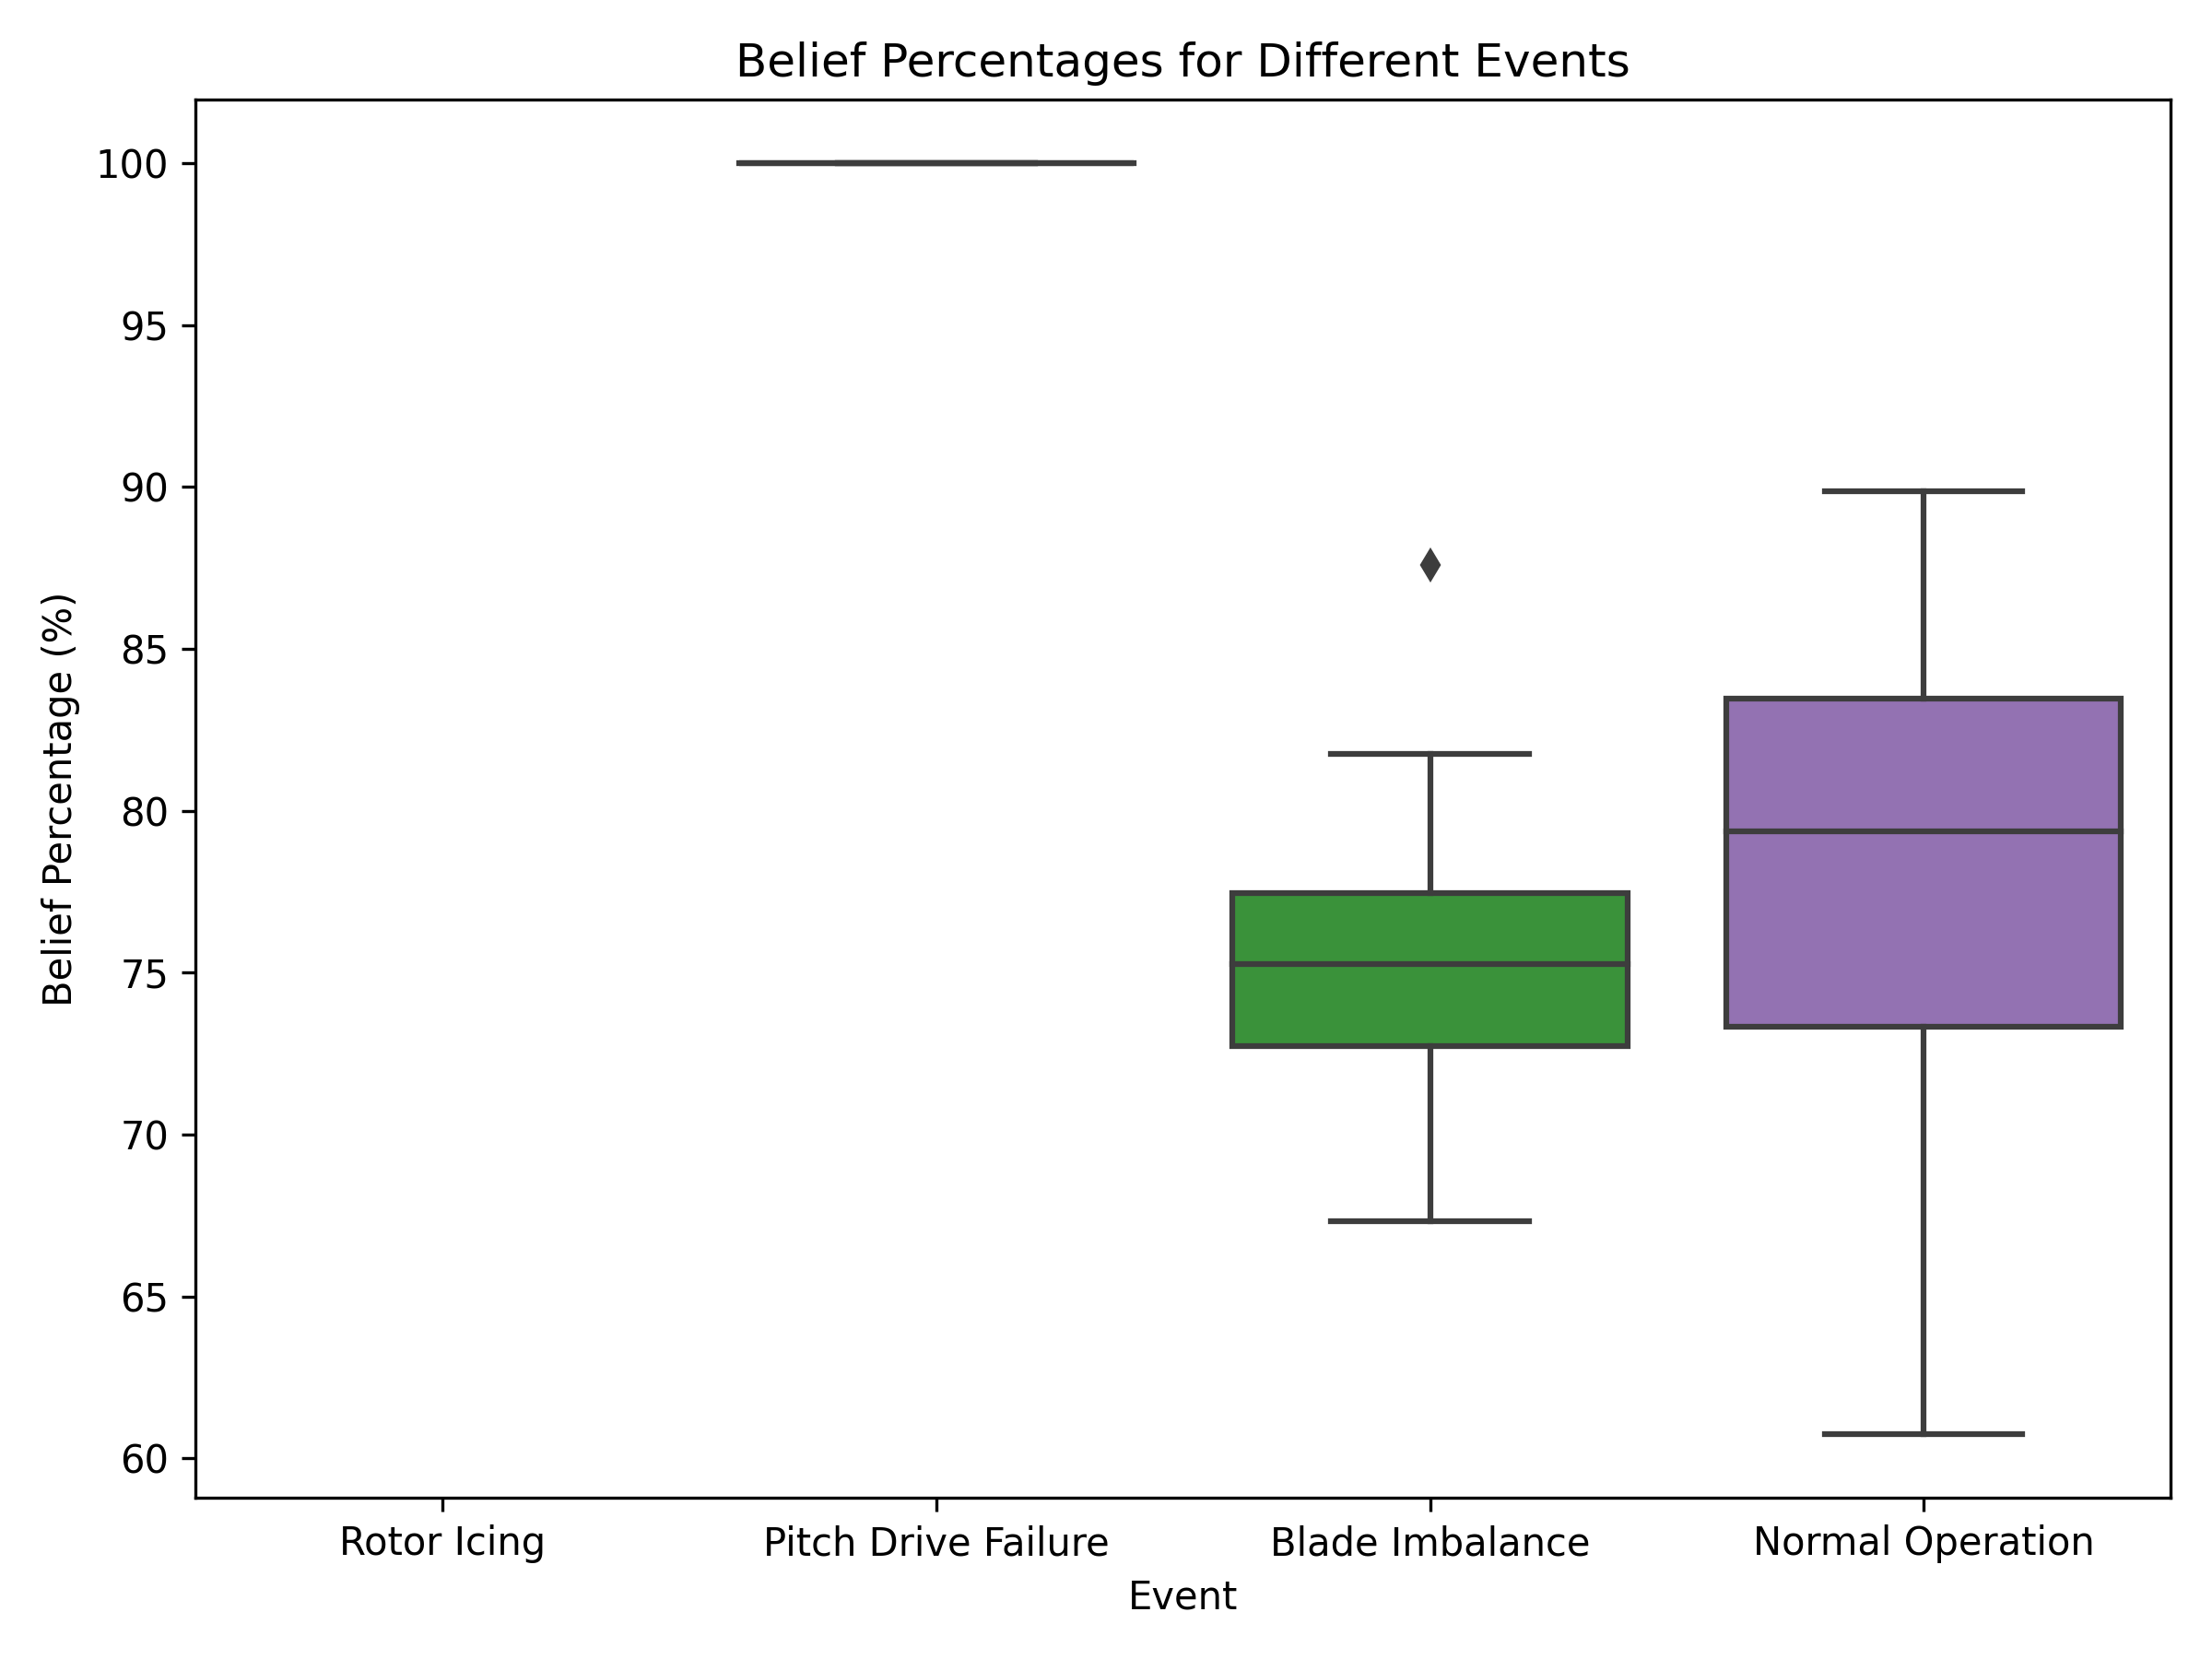 Belief Percentages for Different Events
Belief Percentage (%)
100
95
90
85
80
75
70
65
60
Rotor Icing Pitch Drive Failure Blade Imbalance Normal Operation
Event